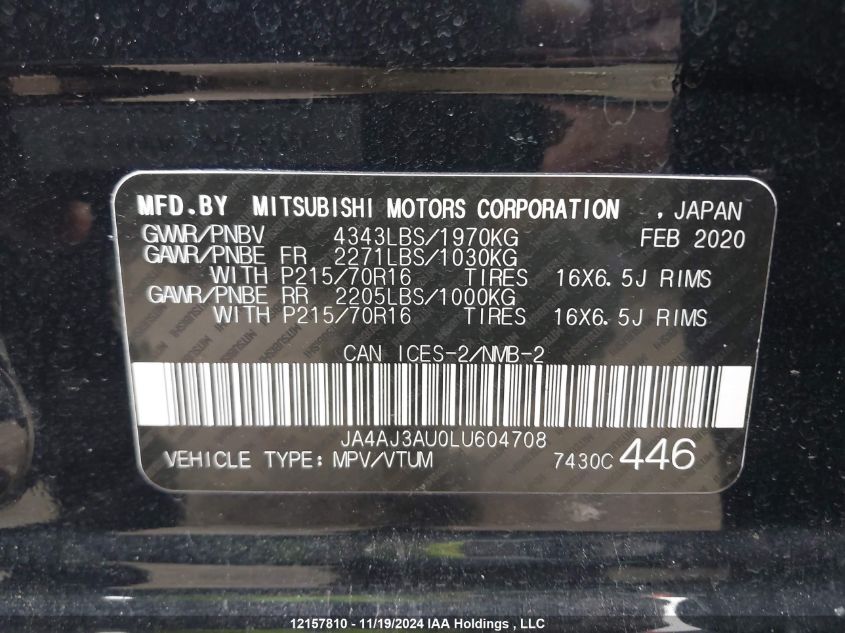 MFD.BY MITSUBISHI MOTORS CORPORATION , JAPAN
GVWR/PNBV 4343LBS/1970KG FEB 2020
GAWR/PNBE FR 2271LBS/1030KG
WITH P215/70R16 TIRES 16X6.5J RIMS
GAWR/PNBE RR 2205LBS/1000KG
WITH P215/70R16 TIRES 16X6.5J RIMS
CAN ICES-2/NMB-2
JA4AJ3AU0LU604708
VEHICLE TYPE: MPV/VTUM 7430C 446
12157810 - 11/19/2024 IAA Holdings , LLC